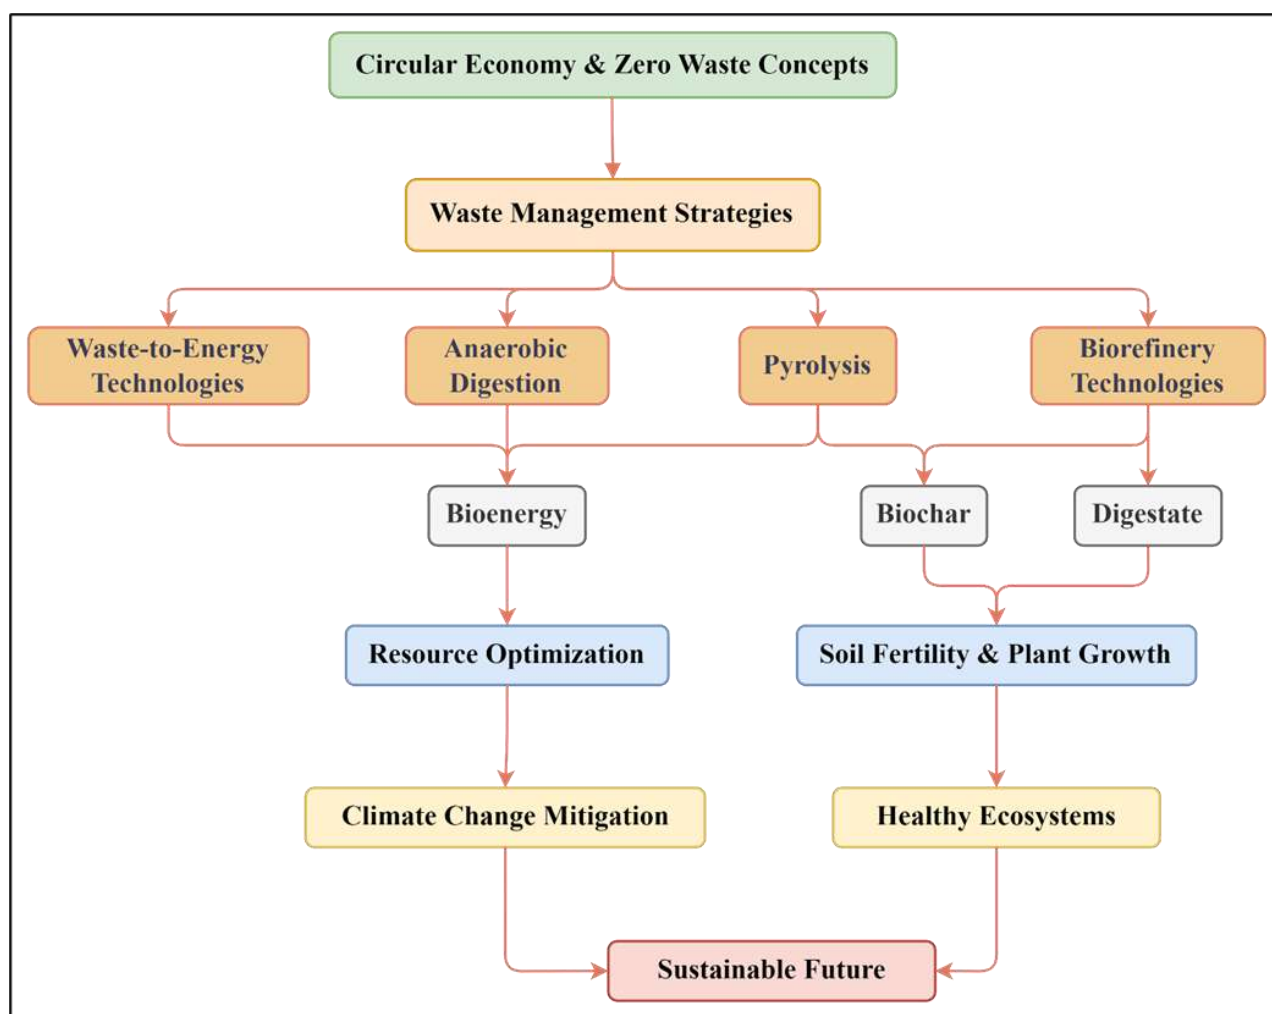 Circular Economy & Zero Waste Concepts
Waste Management Strategies
Waste-to-Energy
Technologies
Anaerobic
Digestion
Pyrolysis
Biorefinery
Technologies
Bioenergy
Biochar
Digestate
Resource Optimization
Soil Fertility & Plant Growth
Climate Change Mitigation
Healthy Ecosystems
Sustainable Future